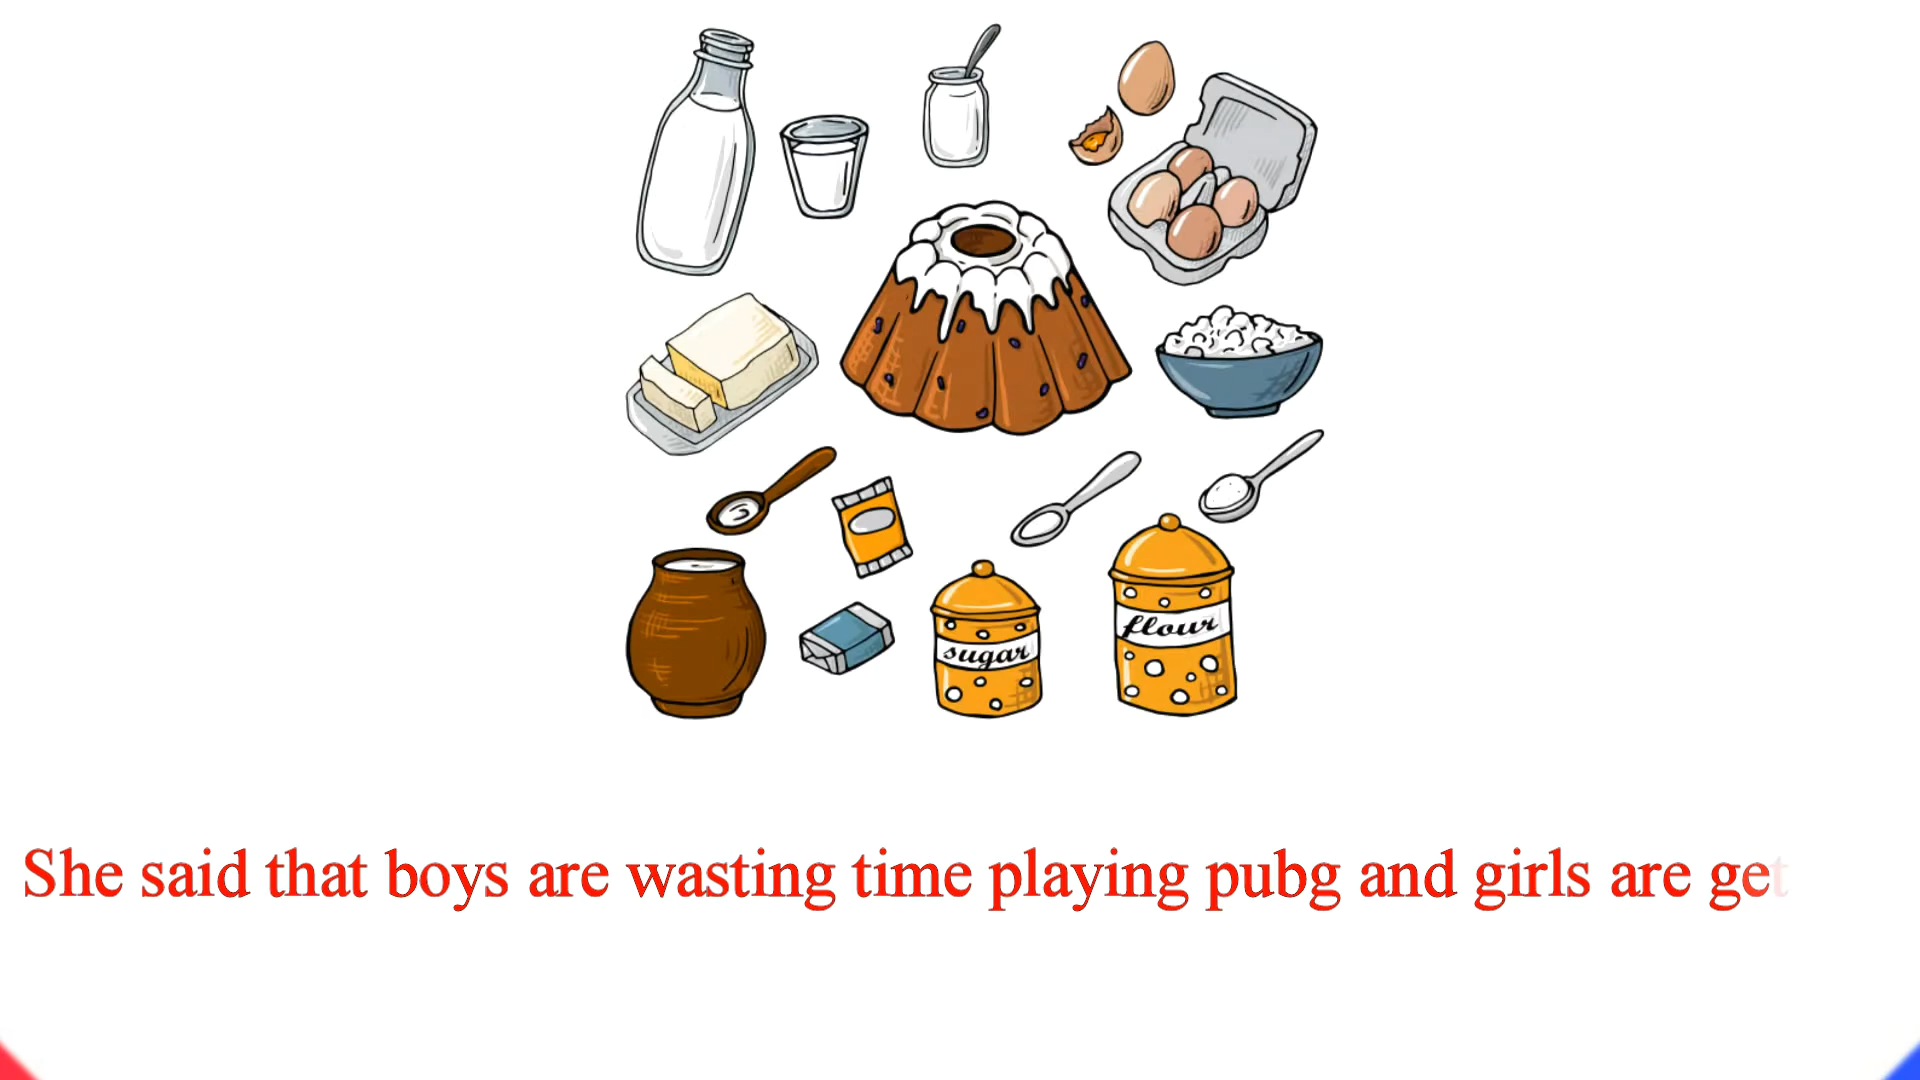 sugar
flour
She said that boys are wasting time playing pubg and girls are get